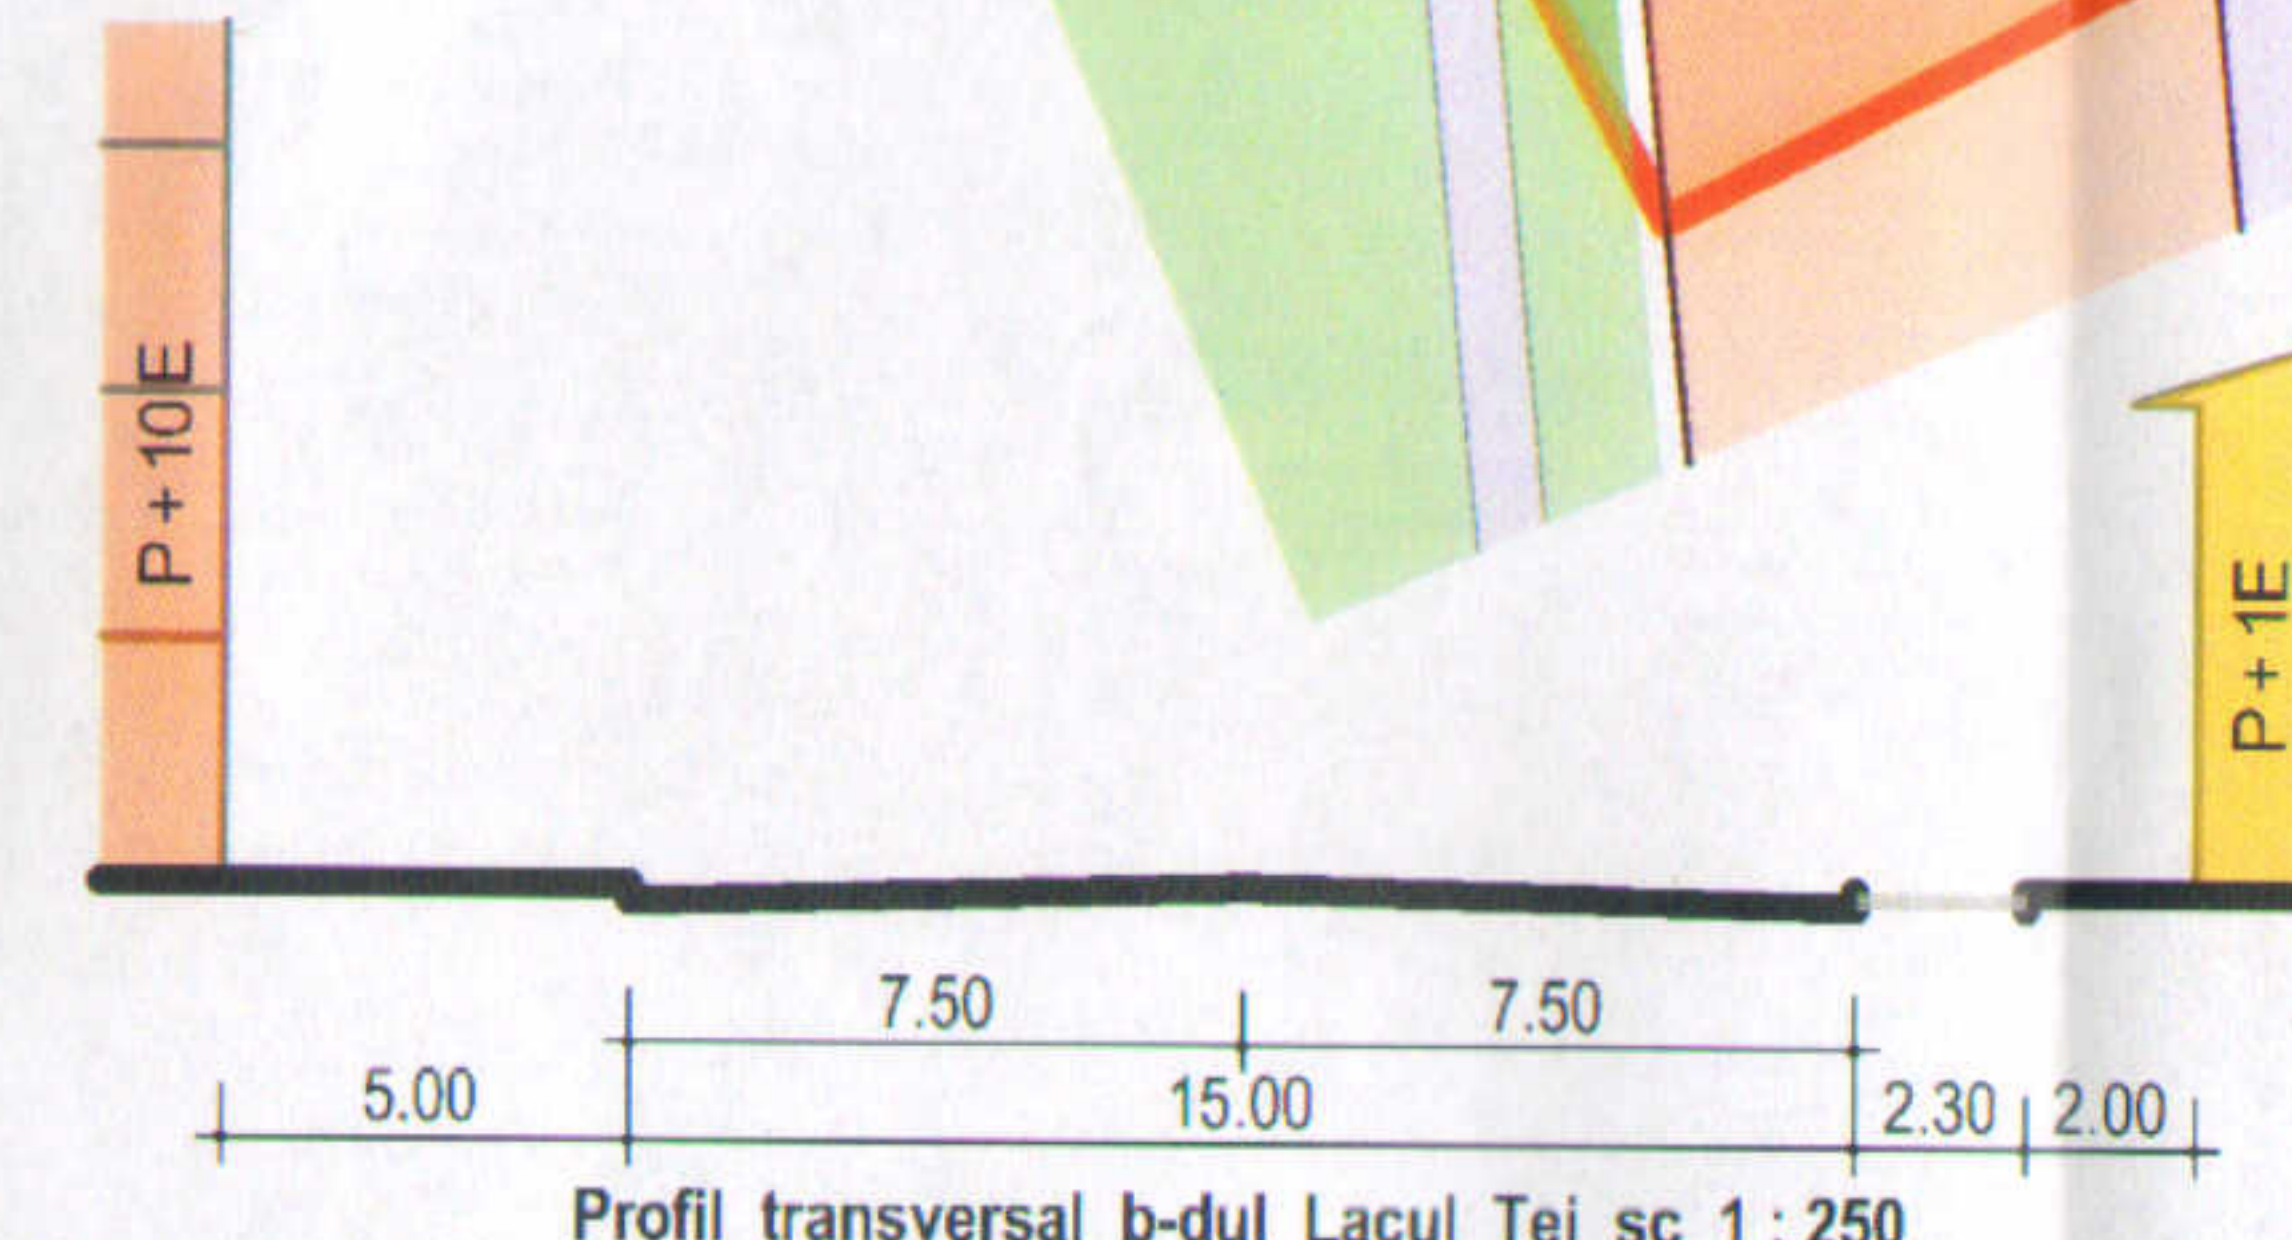 P + 10E
P + 1E
7.50 7.50
5.00 15.00 2.30 2.00
Profil transversal b-dul Lacul Tei sc 1 : 250